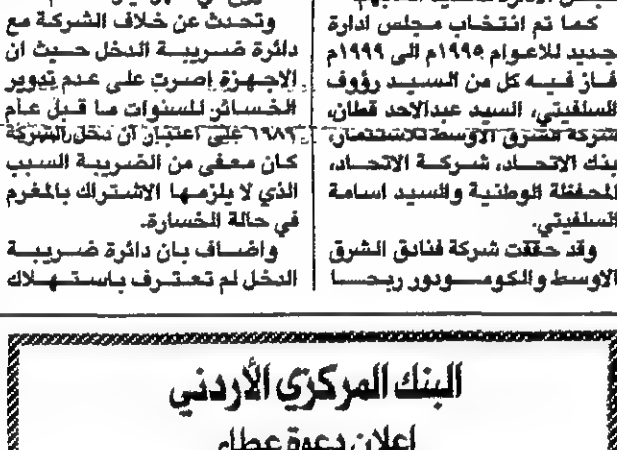 كما تم انتخاب مجلس ادارة
جديد للاعوام ١٩٩٥م الى ١٩٩٩م
فاز فيه كل من السيد رؤوف
السلفيتي، السيد عبدالاحد قطان،
شركة الشرق الاوسط للاستثمار،
بنك الاتحاد، شركة الاتحاد،
المحفظة الوطنية والسيد اسامة
السلفيتي.
وقد حققت شركة فنادق الشرق
الاوسط والكومودور ربحا
وتحدث عن خلاف الشركة مع
دائرة ضريبة الدخل حيث ان
الاجهزة اصرت على عدم تدوير
الخسائر للسنوات ما قبل عام
١٩٨٩ على اعتبار ان دخل الشركة
كان معفى من الضريبة السبب
الذي لا يلزمها الاشتراك بالمغرم
في حالة الخسارة.
واضاف بان دائرة ضريبة
الدخل لم تعترف باستهلاك
البنك المركزي الأردني
اعلان دعوة عطاء